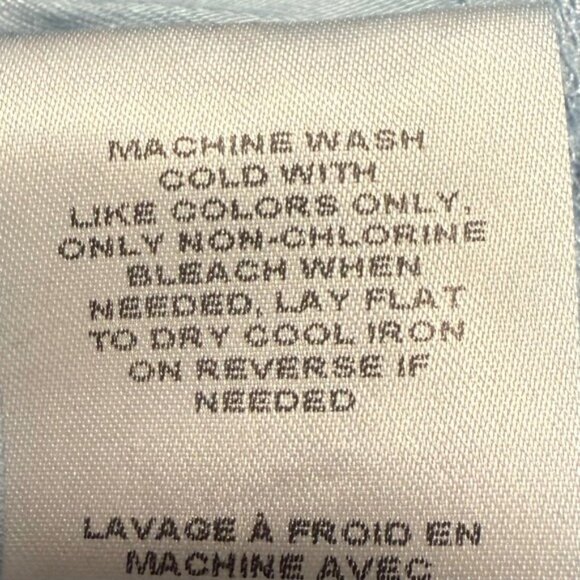 MACHINE WASH
COLD WITH
LIKE COLORS ONLY,
ONLY NON-CHLORINE
BLEACH WHEN
NEEDED, LAY FLAT
TO DRY COOL IRON
ON REVERSE IF
NEEDED
LAVAGE À FROID EN
MACHINE AVEC